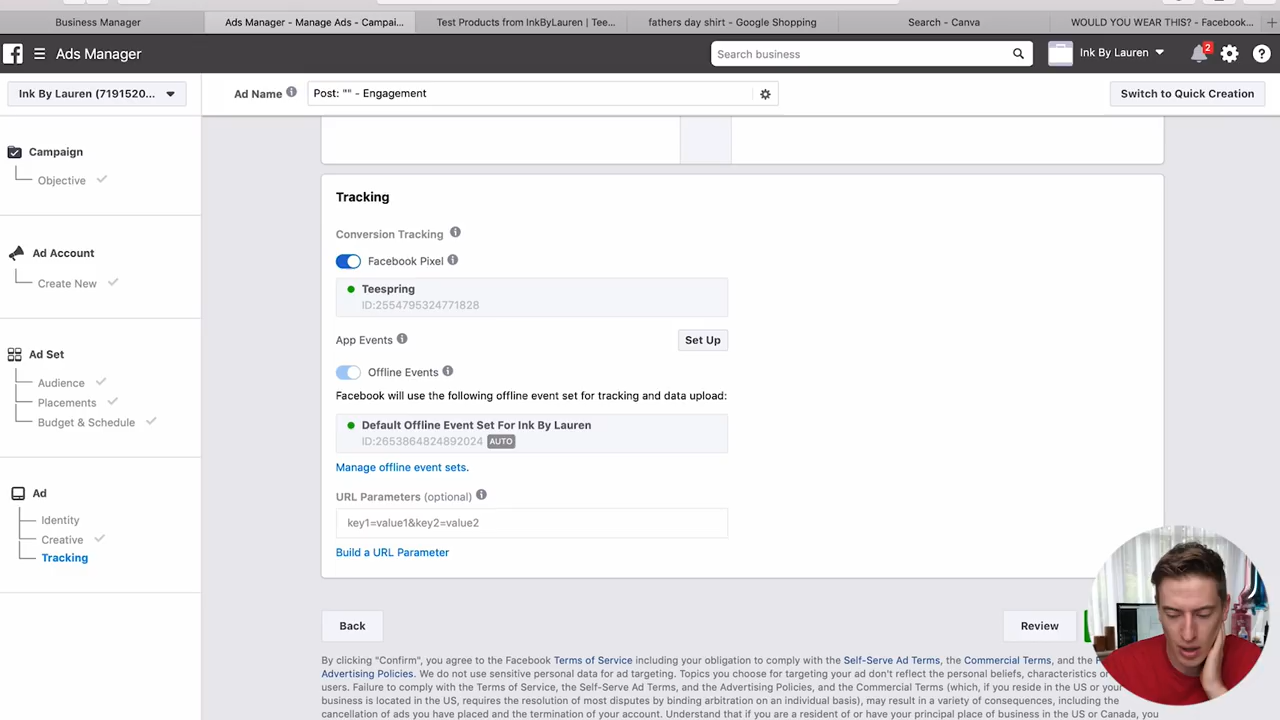 Business Manager
Ads Manager - Manage Ads - Campai...
Test Products from InkByLauren | Tee...
fathers day shirt - Google Shopping
Search - Canva
WOULD YOU WEAR THIS? - Facebook...
Ads Manager
Search business
Ink By Lauren
2
Ink By Lauren (7191520...
Ad Name
Post: "" - Engagement
Switch to Quick Creation
Campaign
Objective
Ad Account
Create New
Ad Set
Audience
Placements
Budget & Schedule
Ad
Identity
Creative
Tracking
Tracking
Conversion Tracking
Facebook Pixel
Teespring
ID:2554795324771828
App Events
Set Up
Offline Events
Facebook will use the following offline event set for tracking and data upload:
Default Offline Event Set For Ink By Lauren
ID:2653864824892024 AUTO
Manage offline event sets.
URL Parameters (optional)
key1=value1&key2=value2
Build a URL Parameter
Back
Review
By clicking "Confirm", you agree to the Facebook Terms of Service including your obligation to comply with the Self-Serve Ad Terms, the Commercial Terms, and the
Advertising Policies. We do not use sensitive personal data for ad targeting. Topics you choose for targeting your ad don't reflect the personal beliefs, characteristics or
users. Failure to comply with the Terms of Service, the Self-Serve Ad Terms, and the Advertising Policies, and the Commercial Terms (which, if you reside in the US or your
business is located in the US, requires the resolution of most disputes by binding arbitration on an individual basis), may result in a variety of consequences, including the
cancellation of ads you have placed and the termination of your account. Understand that if you are a resident of or have your principal place of business in the US or Canada, you